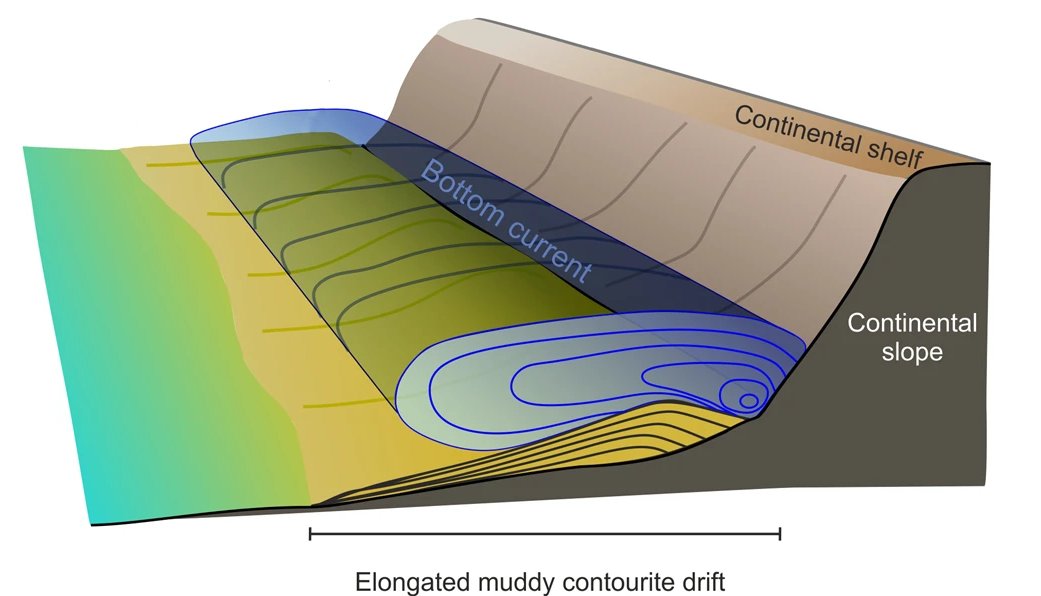 Continental shelf
Bottom current
Continental
slope
Elongated muddy contourite drift